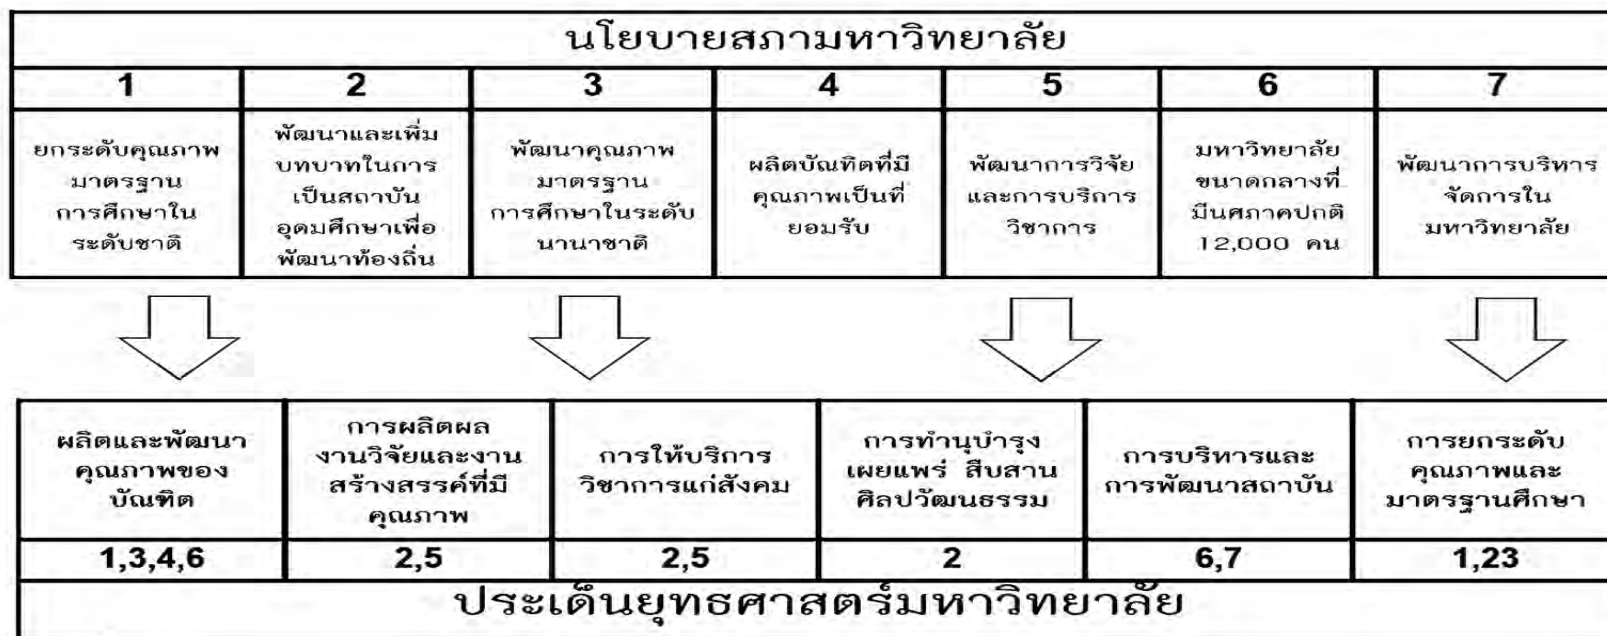 นโยบายสภามหาวิทยาลัย
1
2
3
4
5
6
7
ยกระดับคุณภาพ
มาตรฐาน
การศึกษาใน
ระดับชาติ
พัฒนาและเพิ่ม
บทบาทในการ
เป็นสถาบัน
อุดมศึกษาเพื่อ
พัฒนาท้องถิ่น
พัฒนาคุณภาพ
มาตรฐาน
การศึกษาในระดับ
นานาชาติ
ผลิตบัณฑิตที่มี
คุณภาพเป็นที่
ยอมรับ
พัฒนาการวิจัย
และการบริการ
วิชาการ
มหาวิทยาลัย
ขนาดกลางที่
มีนศภาคปกติ
12,000 คน
พัฒนาการบริหาร
จัดการใน
มหาวิทยาลัย
ผลิตและพัฒนา
คุณภาพของ
บัณฑิต
การผลิตผล
งานวิจัยและงาน
สร้างสรรค์ที่มี
คุณภาพ
การให้บริการ
วิชาการแก่สังคม
การทำนุบำรุง
เผยแพร่ สืบสาน
ศิลปวัฒนธรรม
การบริหารและ
การพัฒนาสถาบัน
การยกระดับ
คุณภาพและ
มาตรฐานศึกษา
1,3,4,6
2,5
2,5
2
6,7
1,23
ประเด็นยุทธศาสตร์มหาวิทยาลัย